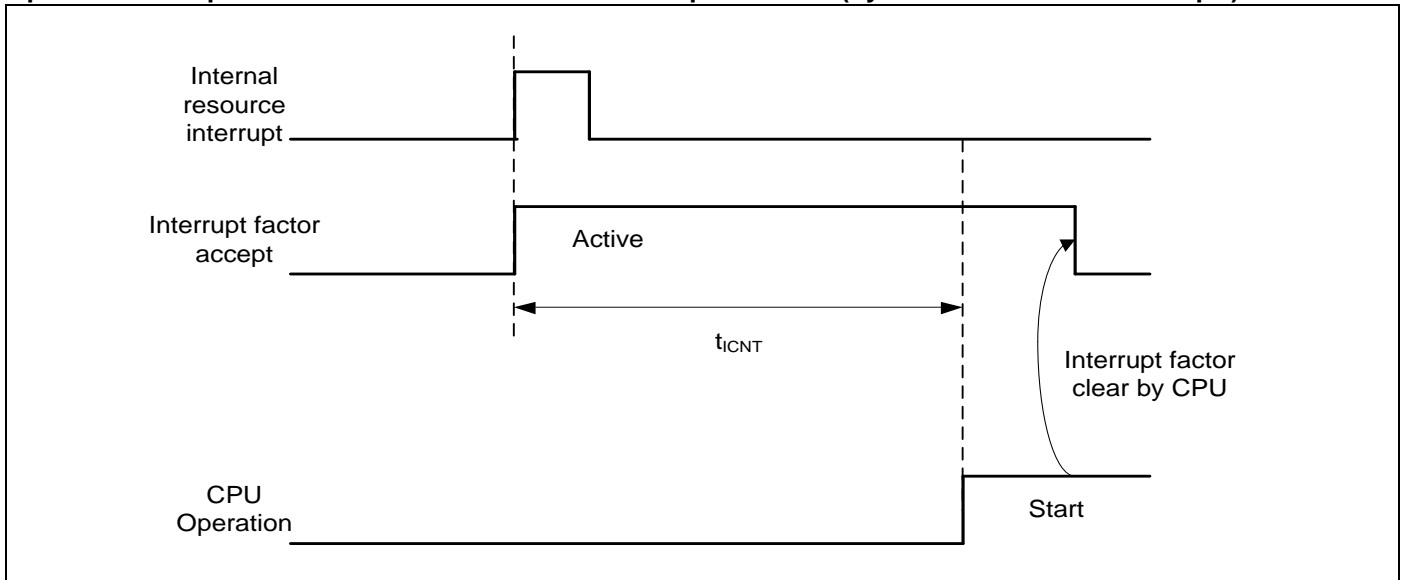 Internal
resource
interrupt
Interrupt factor
accept
Active
tICNT
Interrupt factor
clear by CPU
CPU
Operation
Start